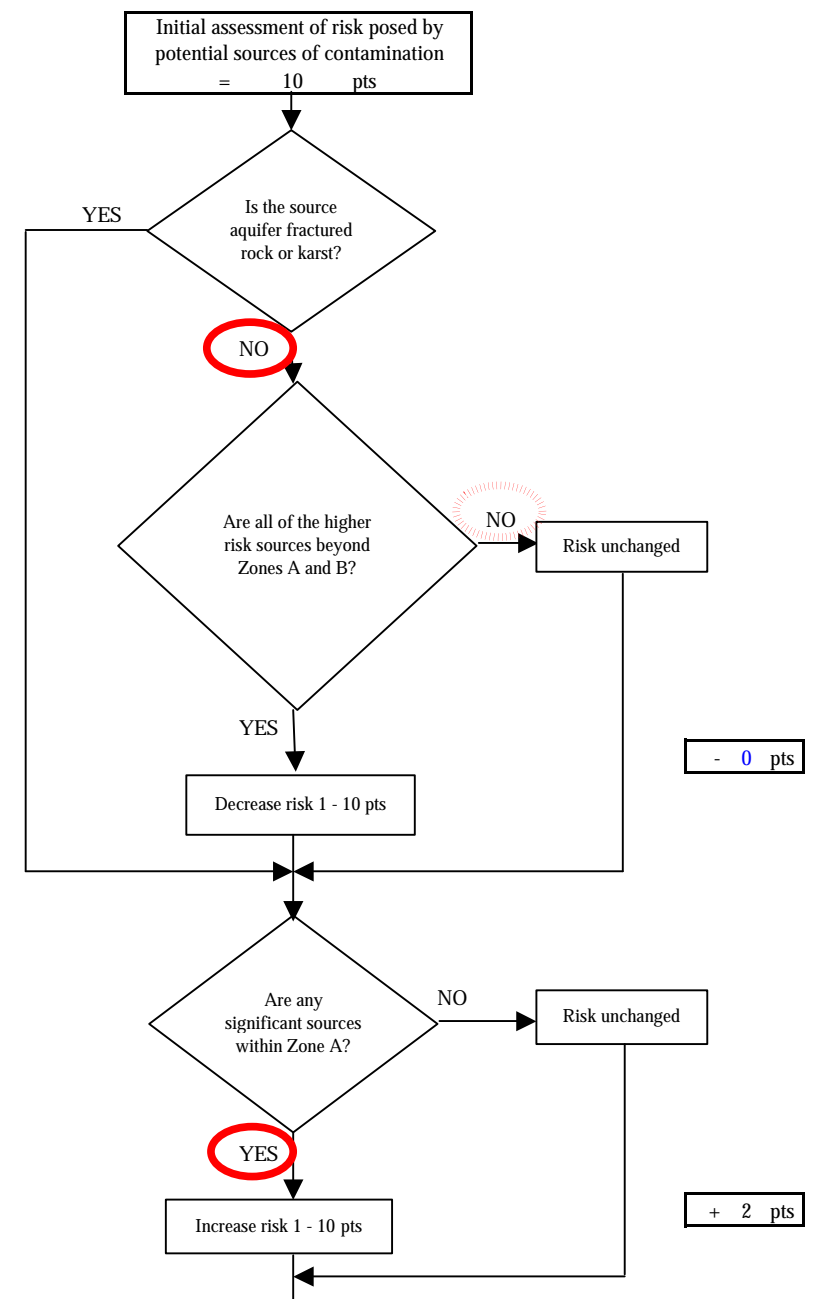 Initial assessment of risk posed by
potential sources of contamination
= 10 pts
Is the source
aquifer fractured
rock or karst?
YES
NO
Are all of the higher
risk sources beyond
Zones A and B?
NO
Risk unchanged
YES
- 0 pts
Decrease risk 1 - 10 pts
Are any
significant sources
within Zone A?
NO
Risk unchanged
YES
+ 2 pts
Increase risk 1 - 10 pts